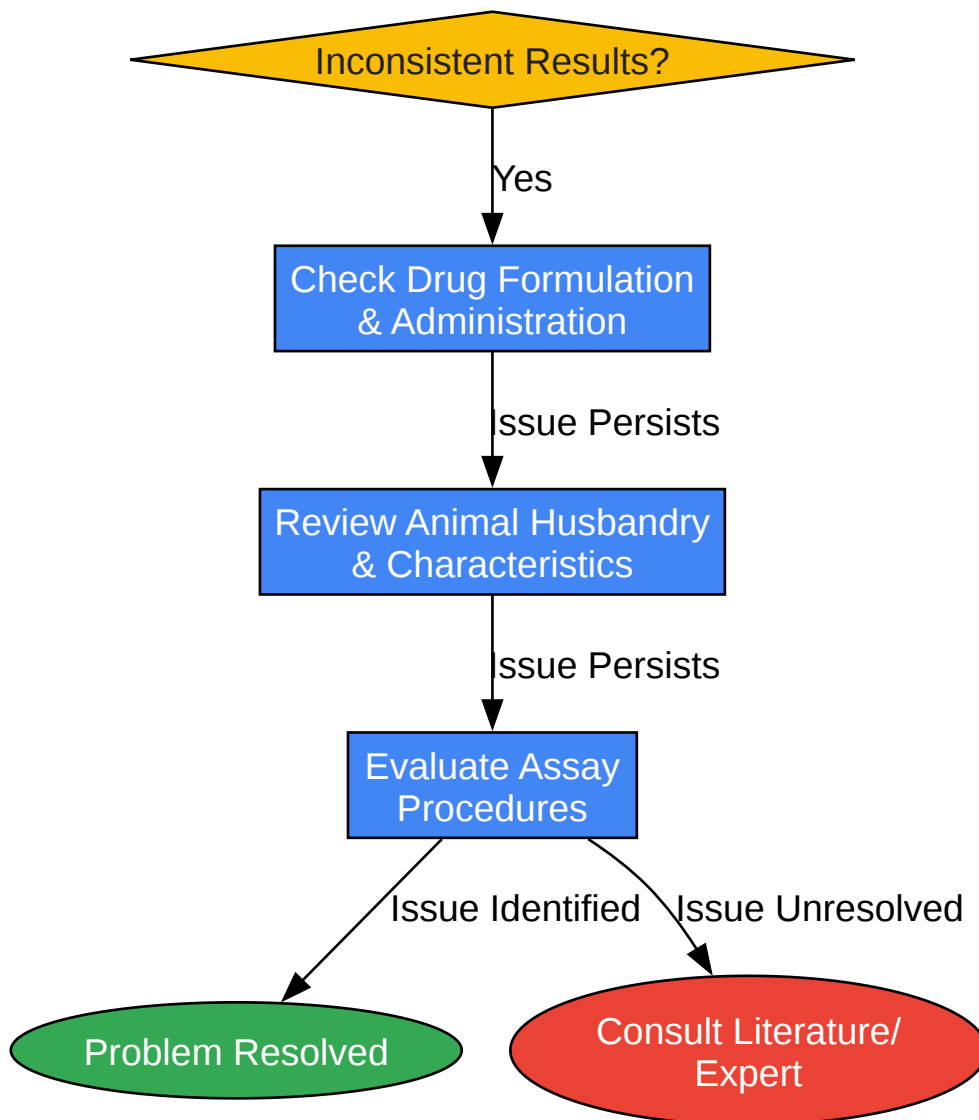 Inconsistent Results?
Yes
Check Drug Formulation
& Administration
Issue Persists
Review Animal Husbandry
& Characteristics
Issue Persists
Evaluate Assay
Procedures
Issue Identified
Issue Unresolved
Problem Resolved
Consult Literature/
Expert